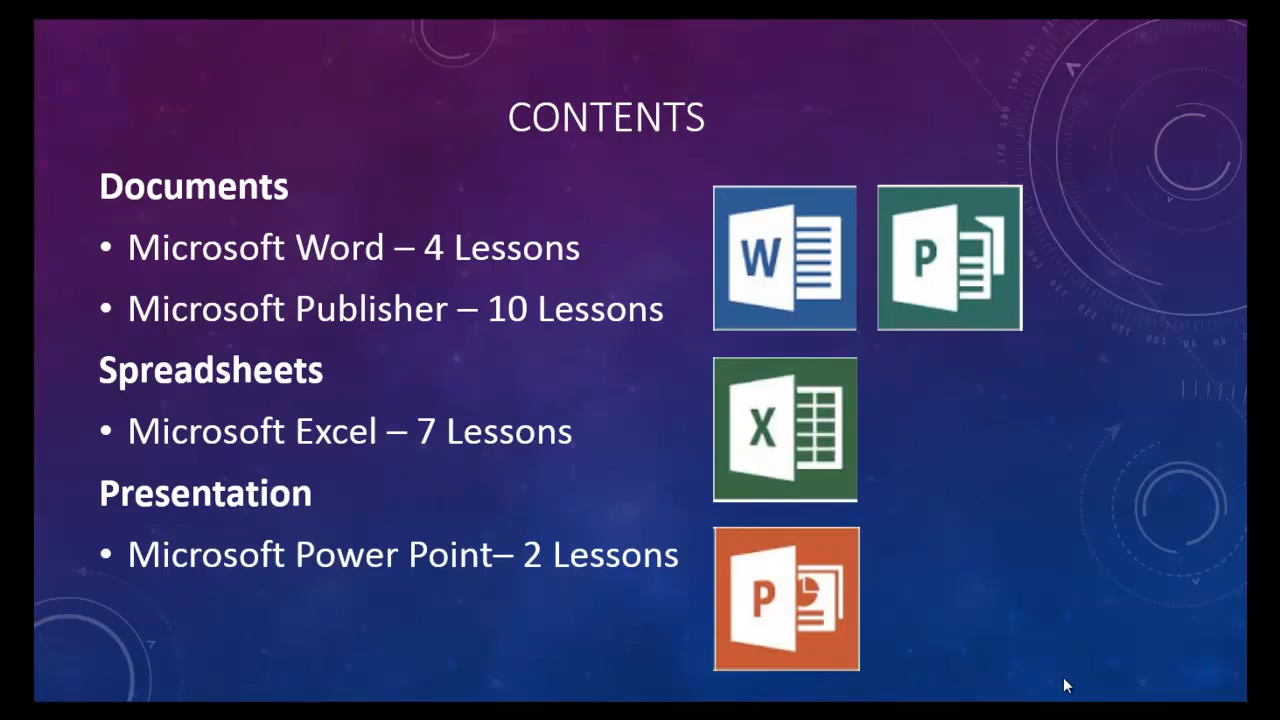 CONTENTS
Documents
• Microsoft Word – 4 Lessons
• Microsoft Publisher – 10 Lessons
W
P
Spreadsheets
• Microsoft Excel – 7 Lessons
X
Presentation
• Microsoft Power Point– 2 Lessons
P